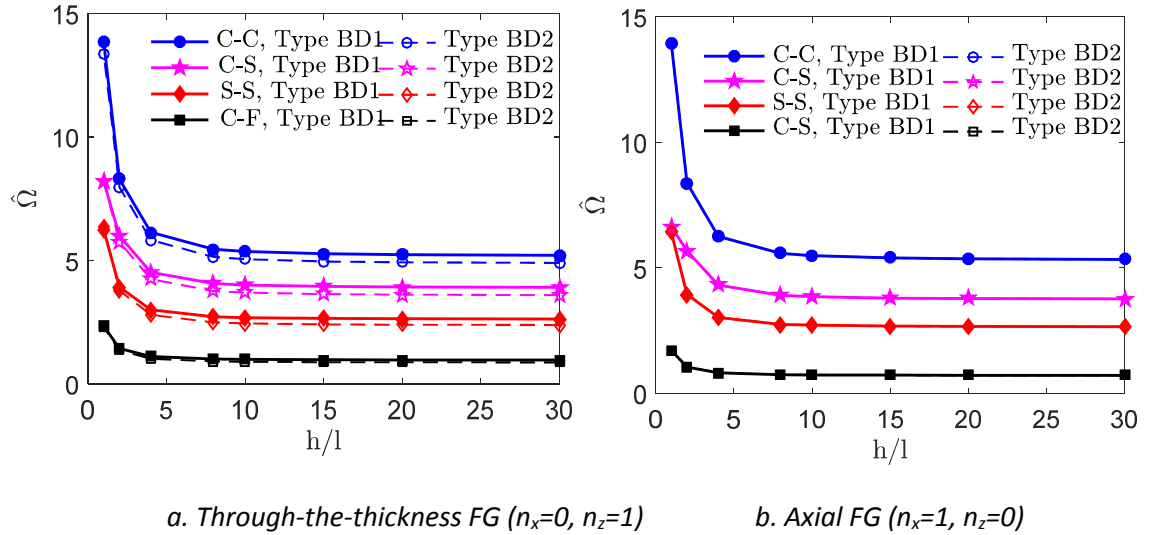 15
10
5
0
Ω̂
C-C, Type BD1 Type BD2
C-S, Type BD1 Type BD2
S-S, Type BD1 Type BD2
C-F, Type BD1 Type BD2
0 5 10 15 20 25 30
h/l
15
10
5
0
Ω̂
C-C, Type BD1 Type BD2
C-S, Type BD1 Type BD2
S-S, Type BD1 Type BD2
C-S, Type BD1 Type BD2
0 5 10 15 20 25 30
h/l
a. Through-the-thickness FG (nₓ=0, n_z=1)
b. Axial FG (nₓ=1, n_z=0)